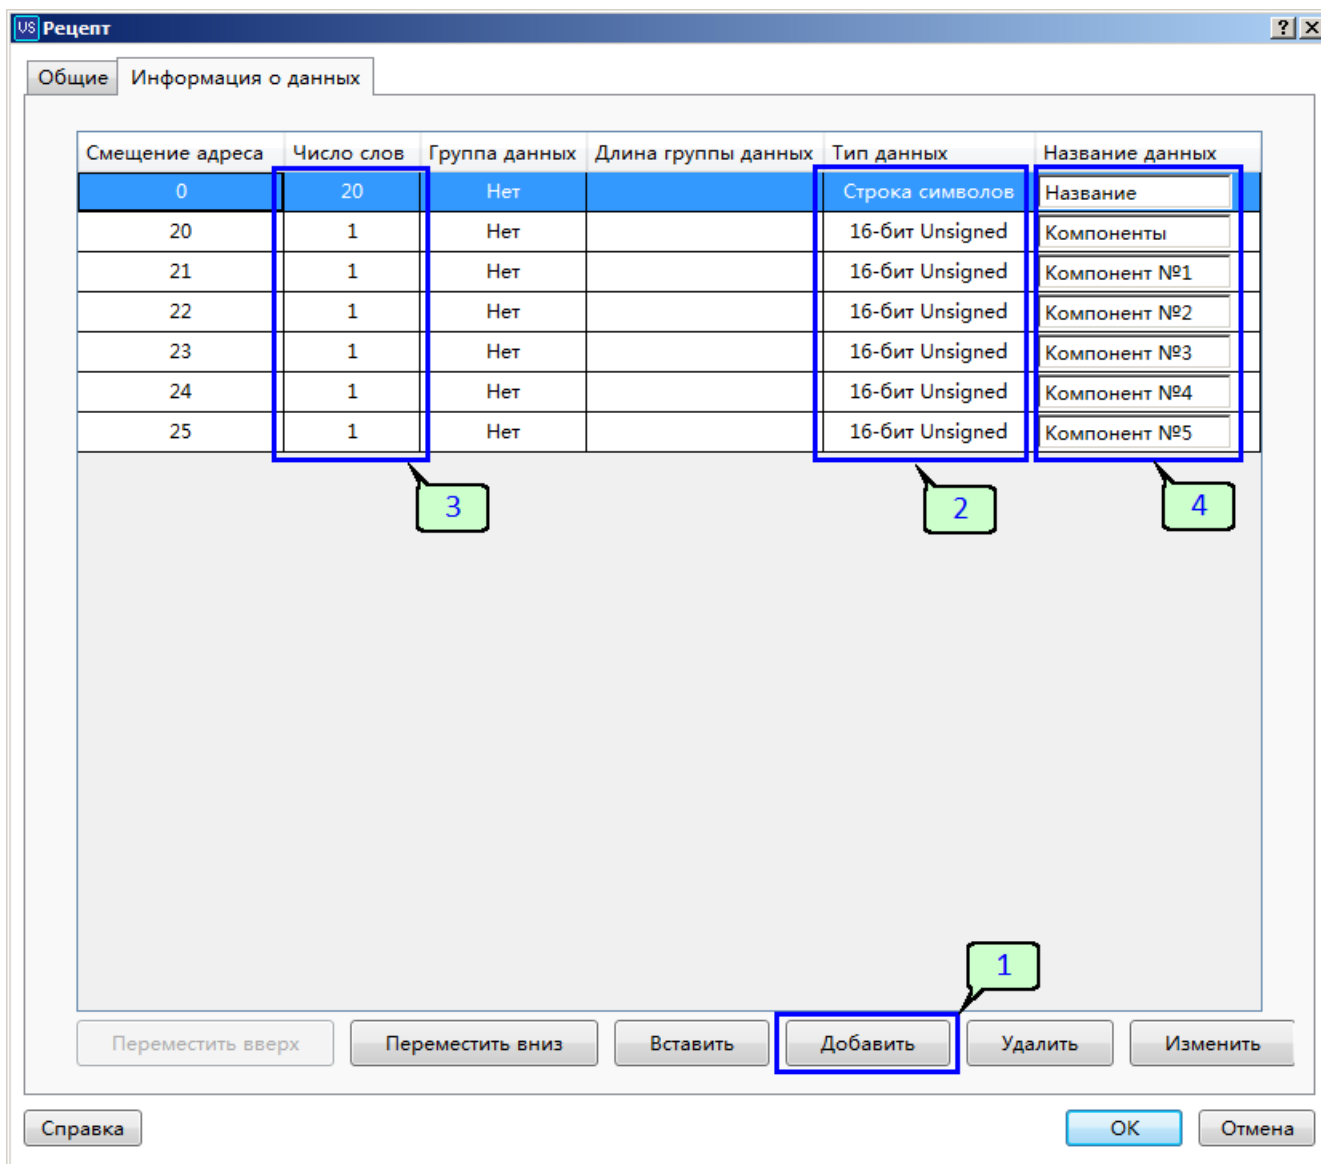 VS Рецепт ? X
Общие Информация о данных
Смещение адреса Число слов Группа данных Длина группы данных Тип данных Название данных
0 20 Нет Строка символов Название
20 1 Нет 16-бит Unsigned Компоненты
21 1 Нет 16-бит Unsigned Компонент №1
22 1 Нет 16-бит Unsigned Компонент №2
23 1 Нет 16-бит Unsigned Компонент №3
24 1 Нет 16-бит Unsigned Компонент №4
25 1 Нет 16-бит Unsigned Компонент №5
3 2 4
1
Переместить вверх Переместить вниз Вставить Добавить Удалить Изменить
Справка OK Отмена